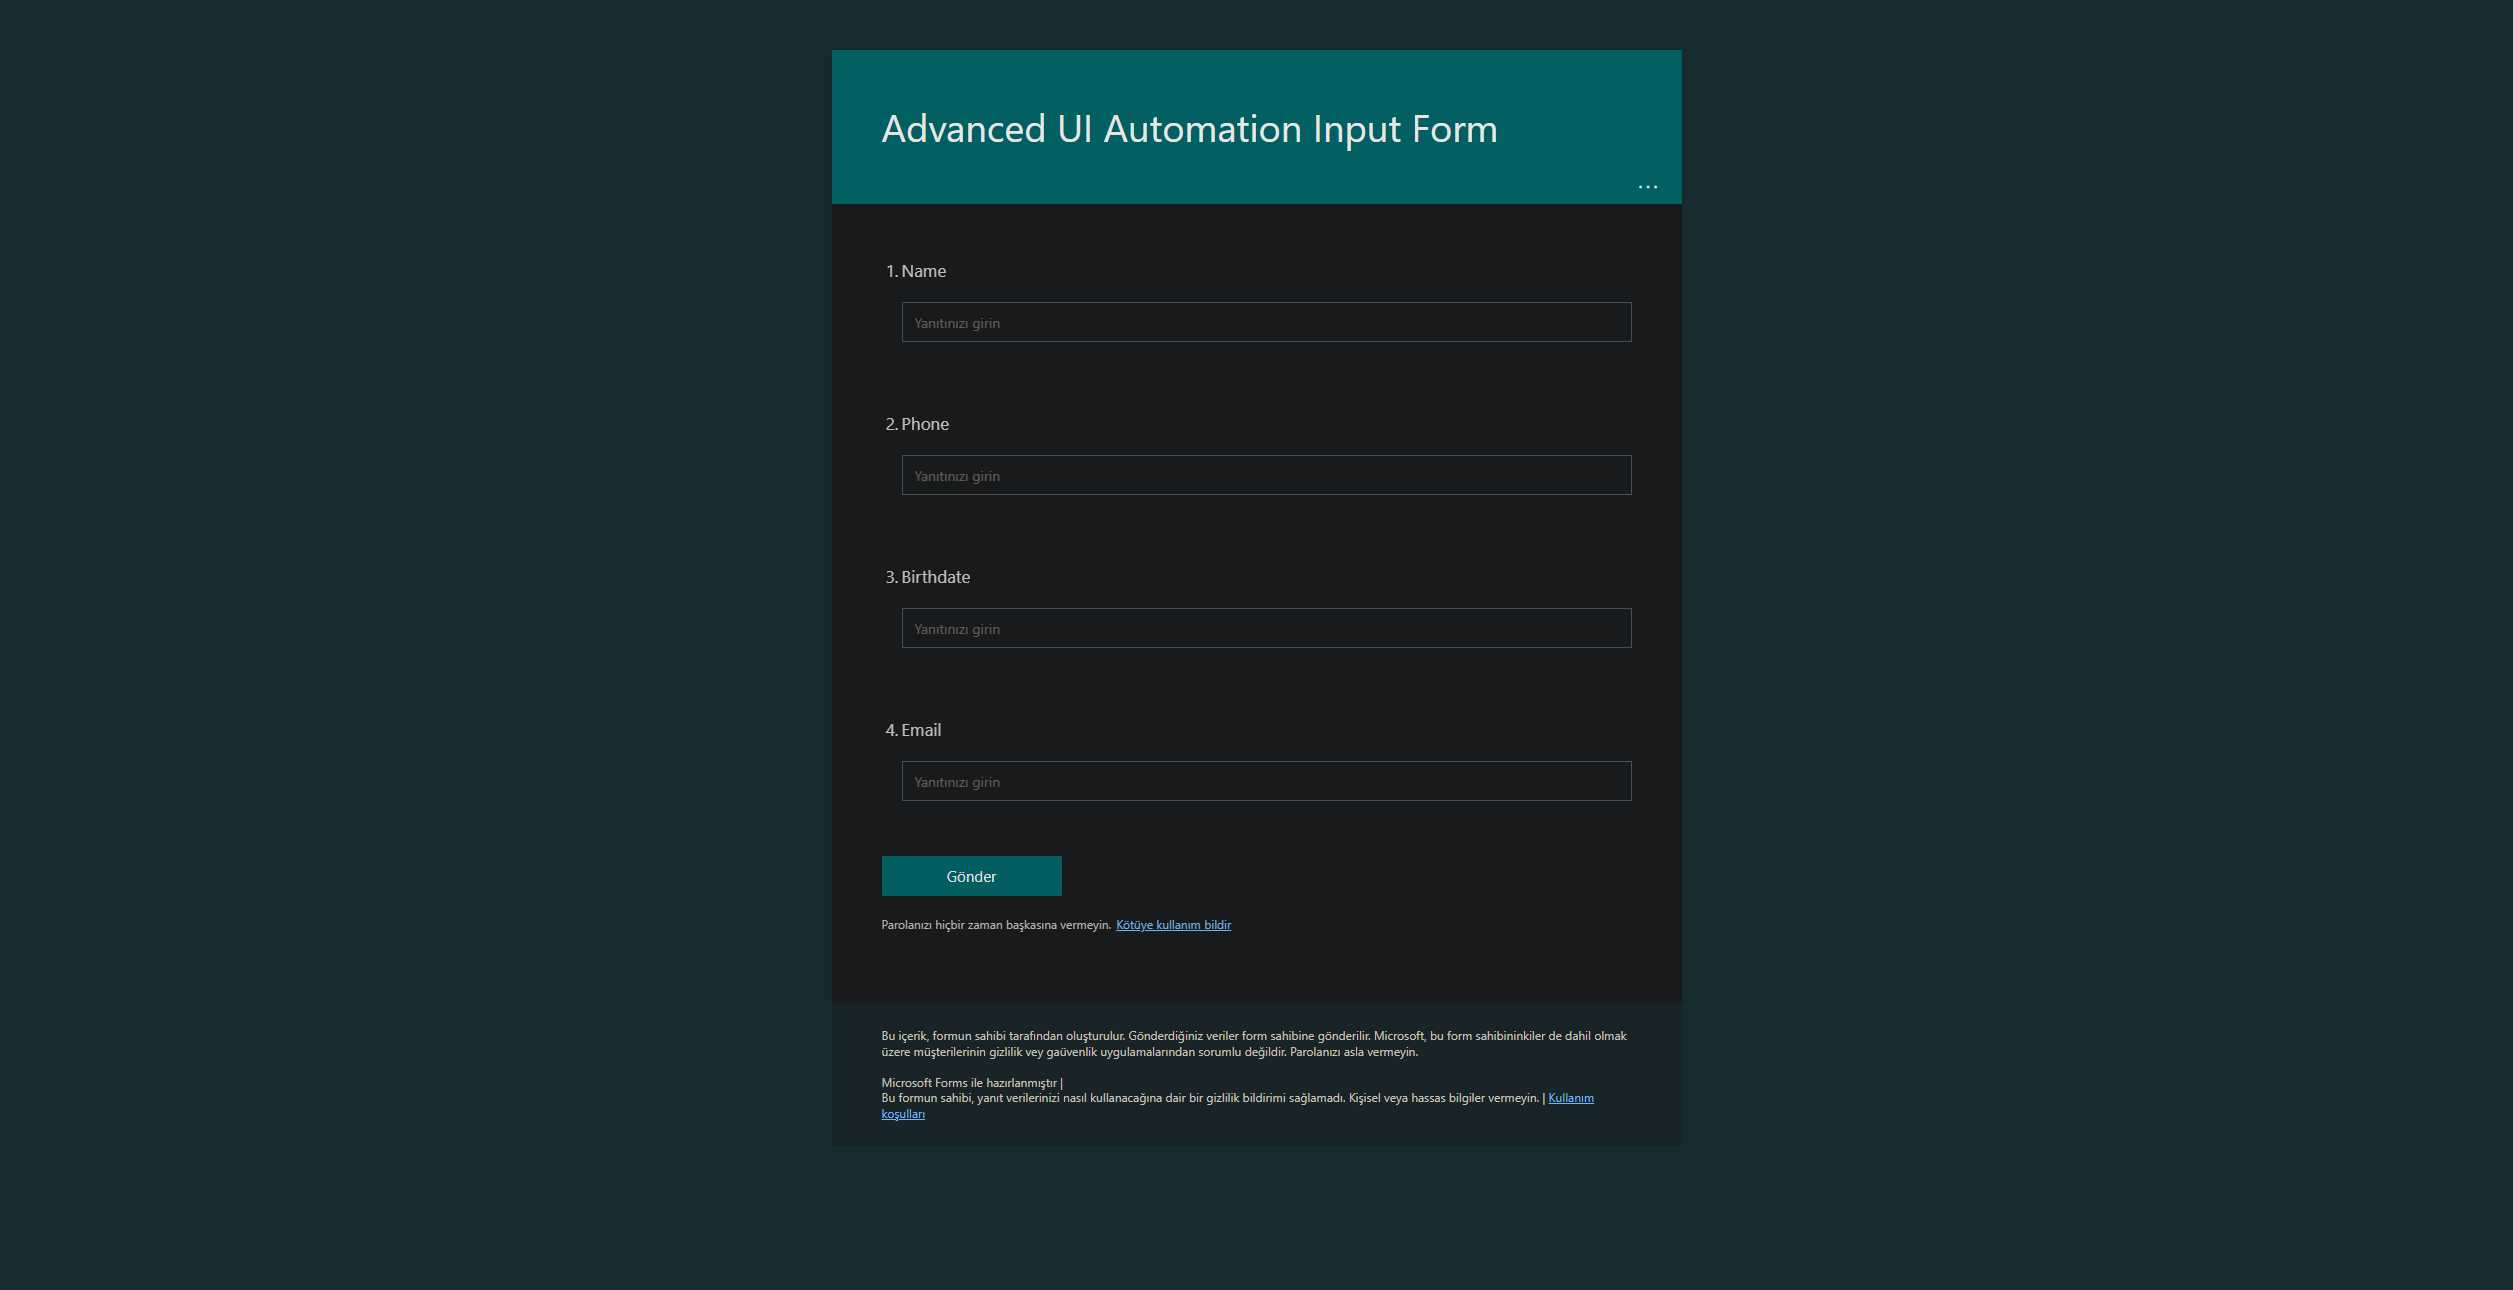 Advanced UI Automation Input Form
...
1. Name
Yanıtınızı girin
2. Phone
Yanıtınızı girin
3. Birthdate
Yanıtınızı girin
4. Email
Yanıtınızı girin
Gönder
Parolanızı hiçbir zaman başkasına vermeyin. Kötüye kullanım bildir
Bu içerik, formun sahibi tarafından oluşturulur. Gönderdiğiniz veriler form sahibine gönderilir. Microsoft, bu form sahibininkiler de dahil olmak
üzere müşterilerinin gizlilik vey gaüvenlik uygulamalarından sorumlu değildir. Parolanızı asla vermeyin.
Microsoft Forms ile hazırlanmıştır |
Bu formun sahibi, yanıt verilerinizi nasıl kullanacağına dair bir gizlilik bildirimi sağlamadı. Kişisel veya hassas bilgiler vermeyin. | Kullanım
koşulları